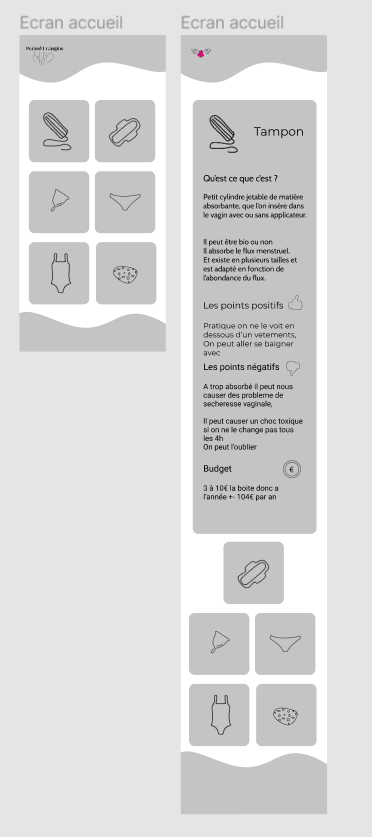 Ecran accueil
Ecran accueil
Tampon
Qu'est ce que c'est ?
Petit cylindre jetable de matière
absorbante, que l'on insère dans
le vagin avec ou sans applicateur.
Il peut être bio ou non
Il absorbe le flux menstruel.
Et existe en plusieurs tailles et
est adapté en fonction de
l'abondance du flux.
Les points positifs
Pratique on ne le voit en
dessous d'un vetements,
On peut aller se baigner
avec
Les points négatifs
A trop absorbé il peut nous
causer des probleme de
secheresse vaginale,
Il peut causer un choc toxique
si on ne le change pas tous
les 4h
On peut l'oublier
Budget
€
3 à 10€ la boite donc a
l'année +- 104€ par an